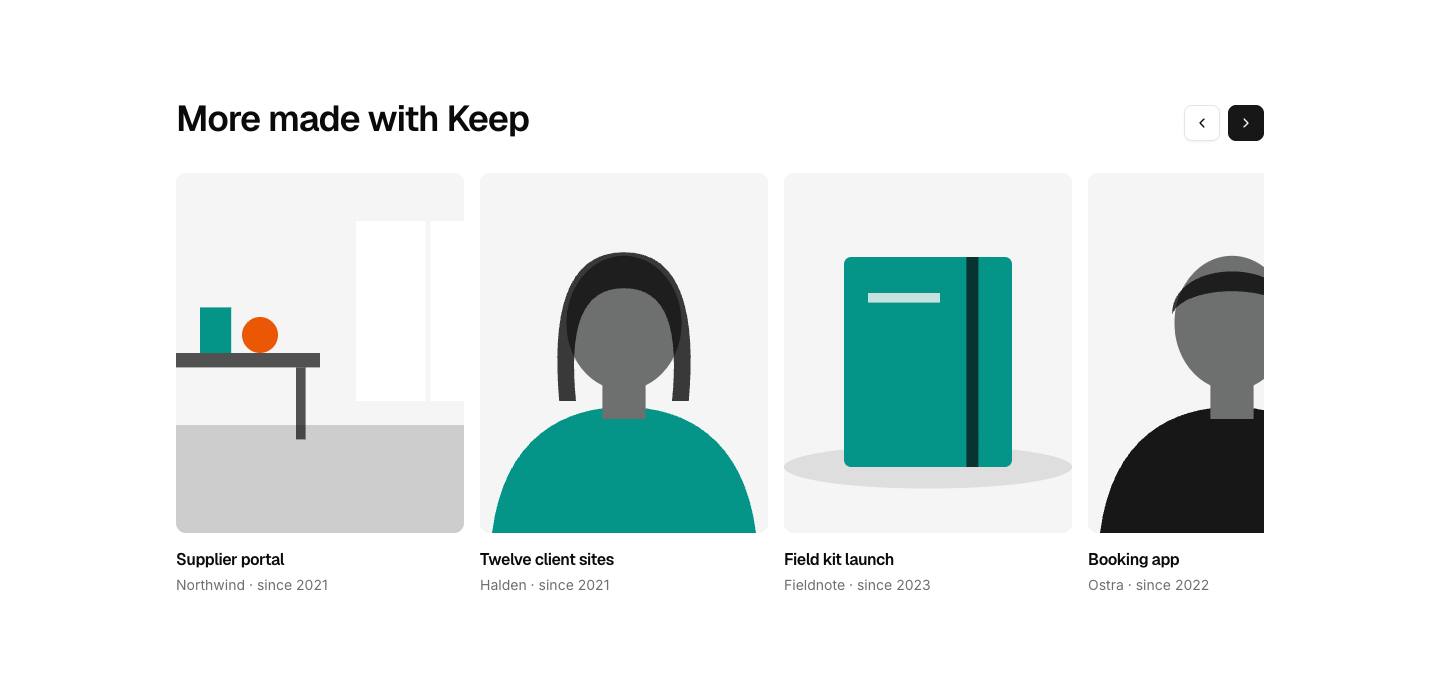 More made with Keep
Supplier portal
Northwind · since 2021
Twelve client sites
Halden · since 2021
Field kit launch
Fieldnote · since 2023
Booking app
Ostra · since 2022